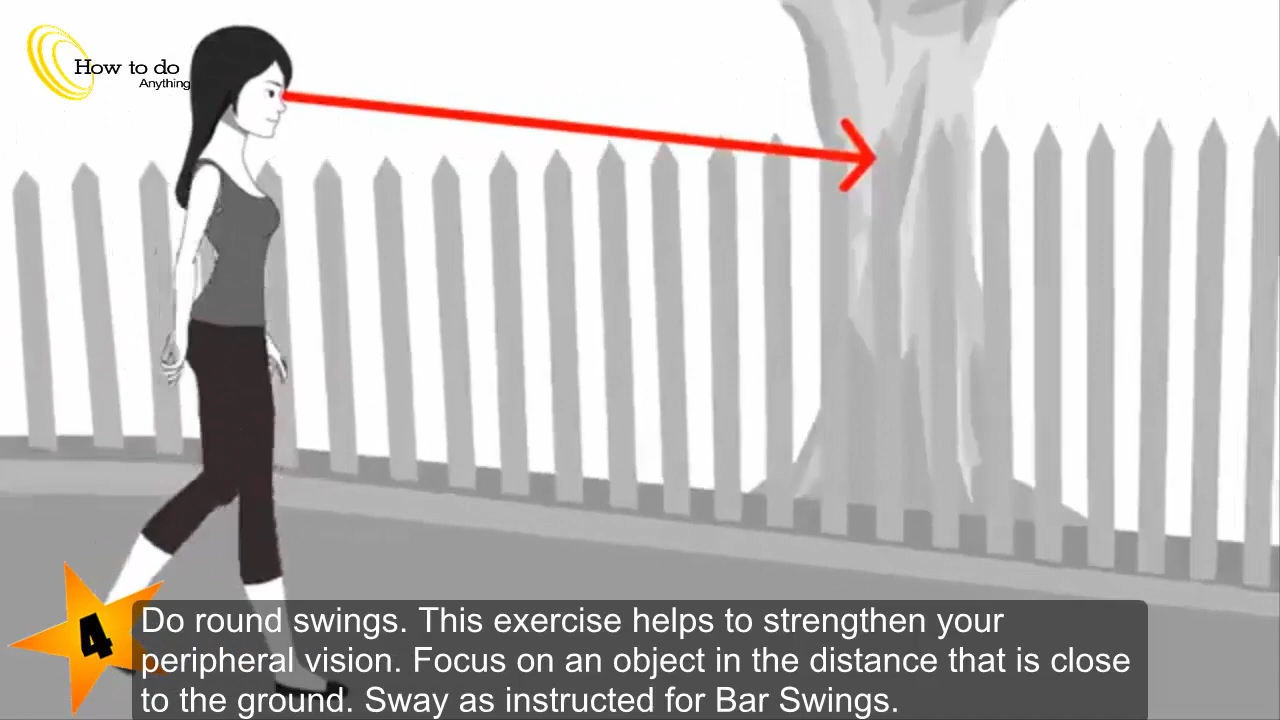 How to do
Anything
4
Do round swings. This exercise helps to strengthen your
peripheral vision. Focus on an object in the distance that is close
to the ground. Sway as instructed for Bar Swings.